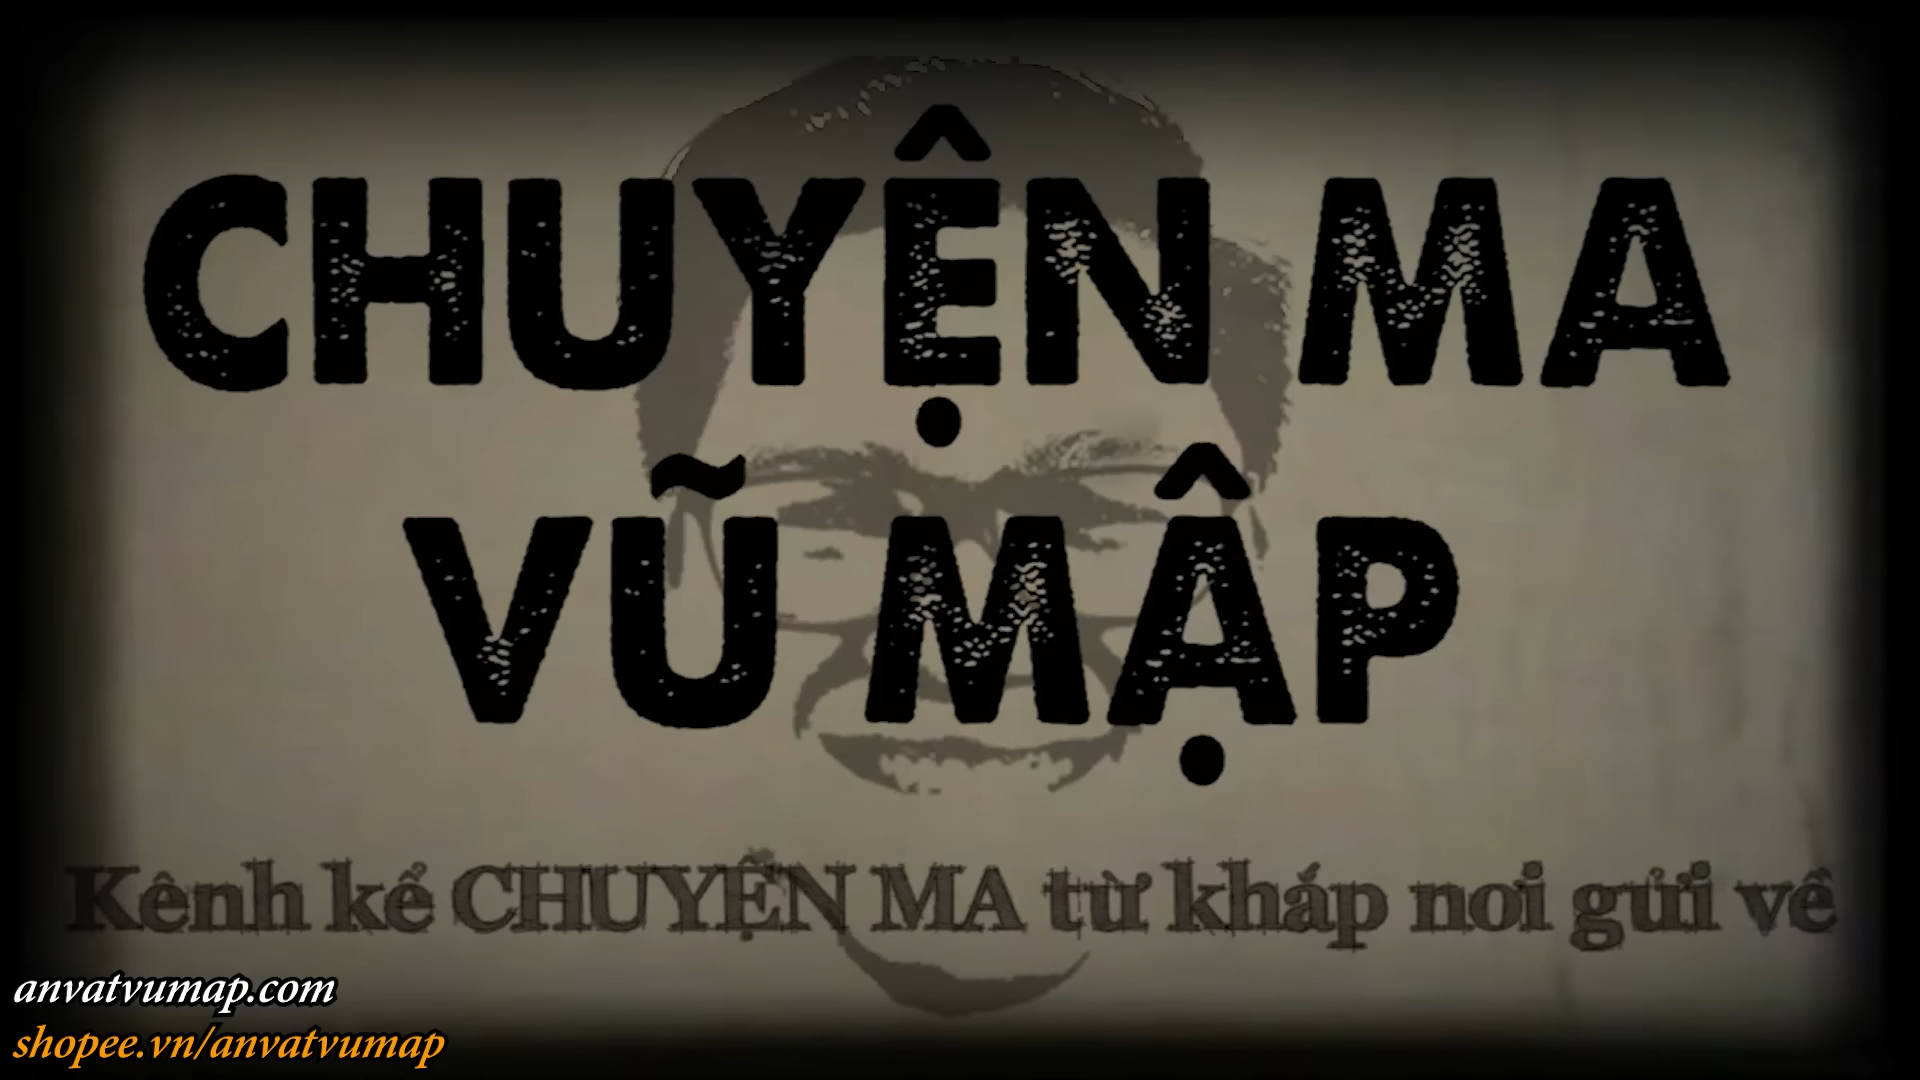 CHUYỆN MA
VŨ MẬP
Kênh kể CHUYỆN MA từ khắp nơi gửi về
anvatvumap.com
shopee.vn/anvatvumap